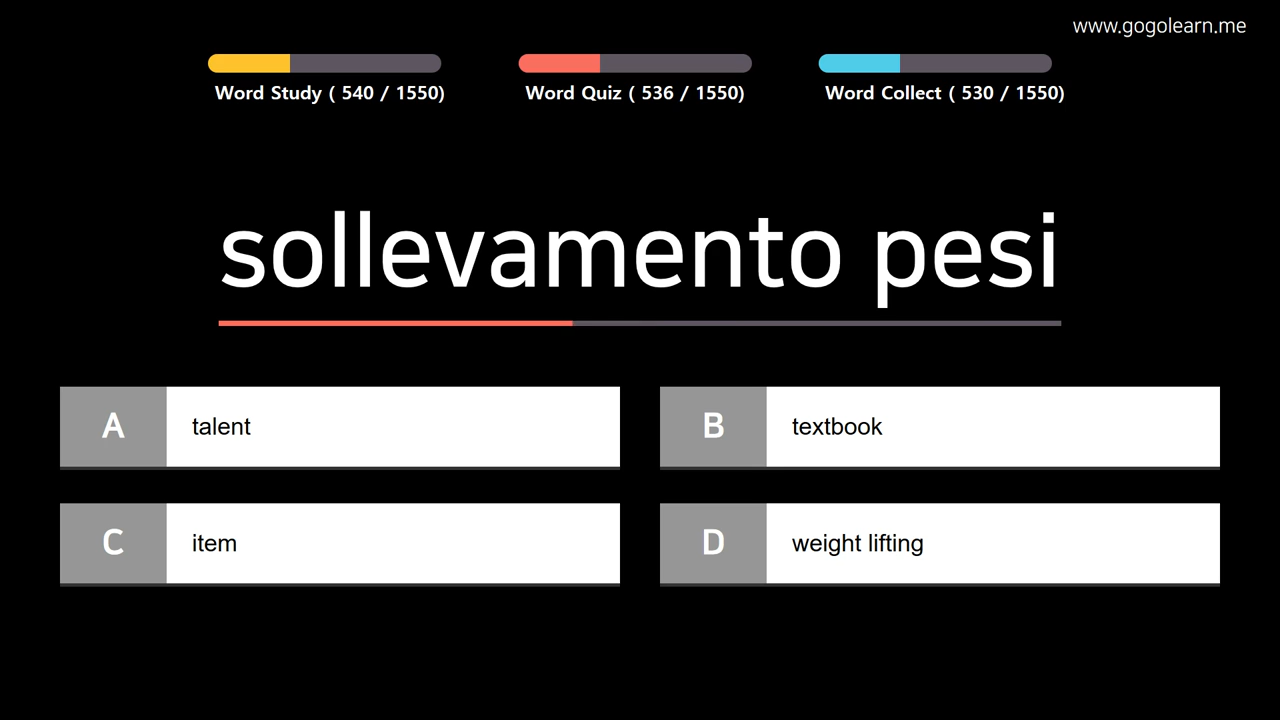 www.gogolearn.me
Word Study ( 540 / 1550)
Word Quiz ( 536 / 1550)
Word Collect ( 530 / 1550)
sollevamento pesi
A
talent
B
textbook
C
item
D
weight lifting